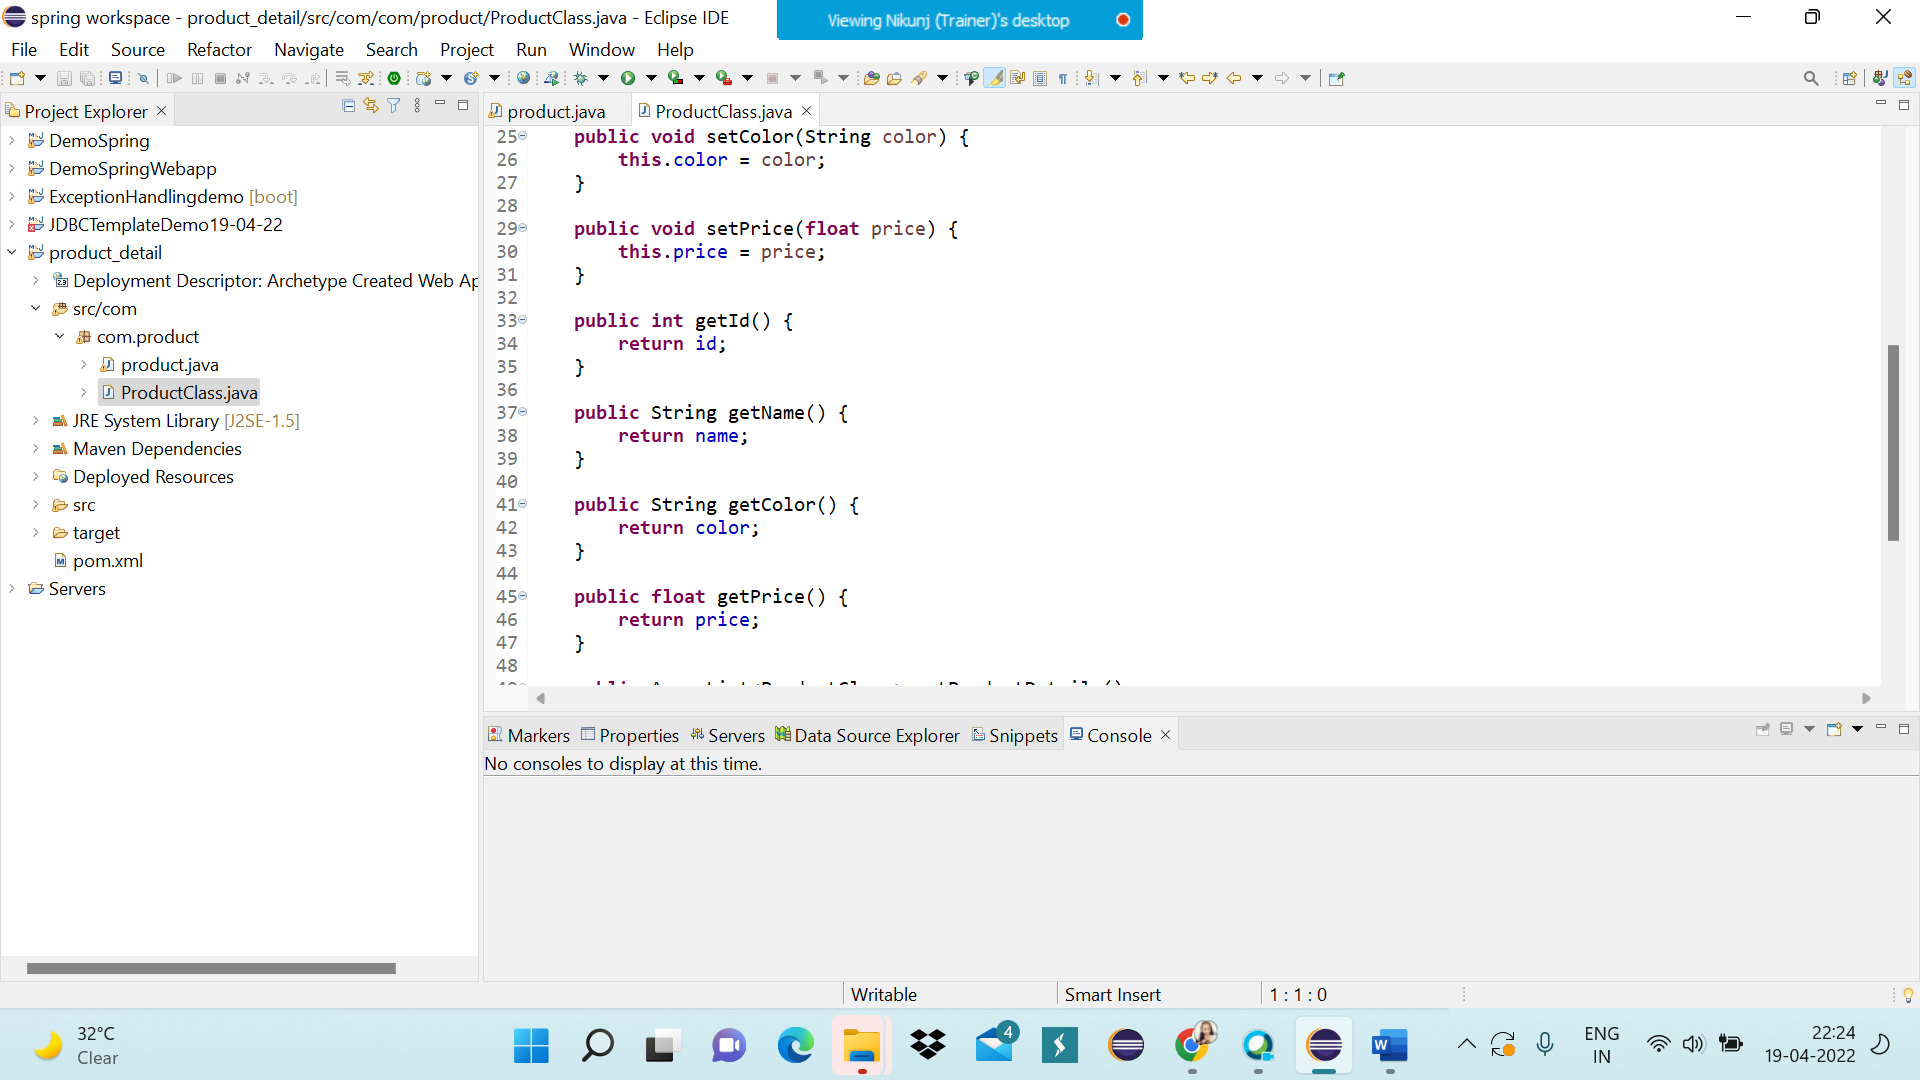 spring workspace - product_detail/src/com/com/product/ProductClass.java - Eclipse IDE
Viewing Nikunj (Trainer)'s desktop
File Edit Source Refactor Navigate Search Project Run Window Help
Project Explorer
DemoSpring
DemoSpringWebapp
ExceptionHandlingdemo [boot]
JDBCTemplateDemo19-04-22
product_detail
Deployment Descriptor: Archetype Created Web Ap
src/com
com.product
product.java
ProductClass.java
JRE System Library [J2SE-1.5]
Maven Dependencies
Deployed Resources
src
target
pom.xml
Servers
product.java ProductClass.java
25 public void setColor(String color) {
26 this.color = color;
27 }
28
29 public void setPrice(float price) {
30 this.price = price;
31 }
32
33 public int getId() {
34 return id;
35 }
36
37 public String getName() {
38 return name;
39 }
40
41 public String getColor() {
42 return color;
43 }
44
45 public float getPrice() {
46 return price;
47 }
48
Markers Properties Servers Data Source Explorer Snippets Console
No consoles to display at this time.
Writable Smart Insert 1 : 1 : 0
32°C
Clear
4
ENG
IN
22:24
19-04-2022